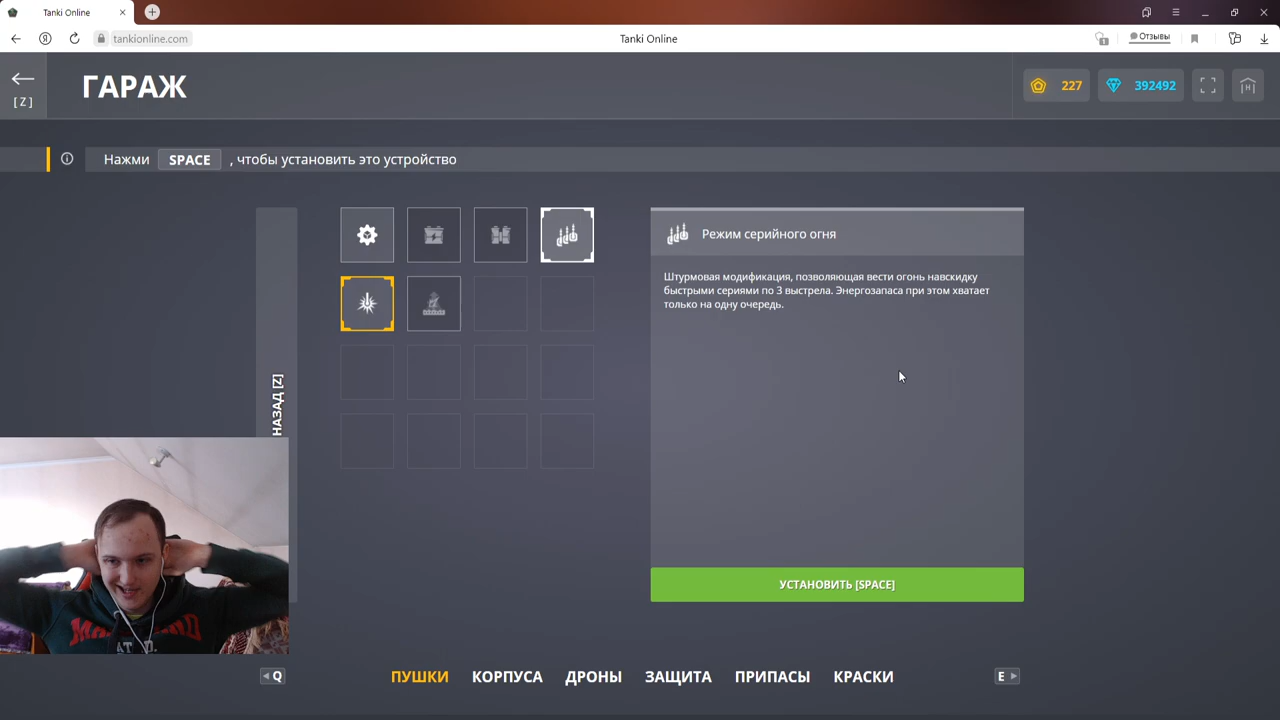 Tanki Online
tankionline.com
Tanki Online
Отзывы
[ Z ]
ГАРАЖ
227
392492
Нажми SPACE , чтобы установить это устройство
НАЗАД [Z]
Режим серийного огня
Штурмовая модификация, позволяющая вести огонь навскидку
быстрыми сериями по 3 выстрела. Энергозапаса при этом хватает
только на одну очередь.
УСТАНОВИТЬ [SPACE]
Q
ПУШКИ КОРПУСА ДРОНЫ ЗАЩИТА ПРИПАСЫ КРАСКИ
E